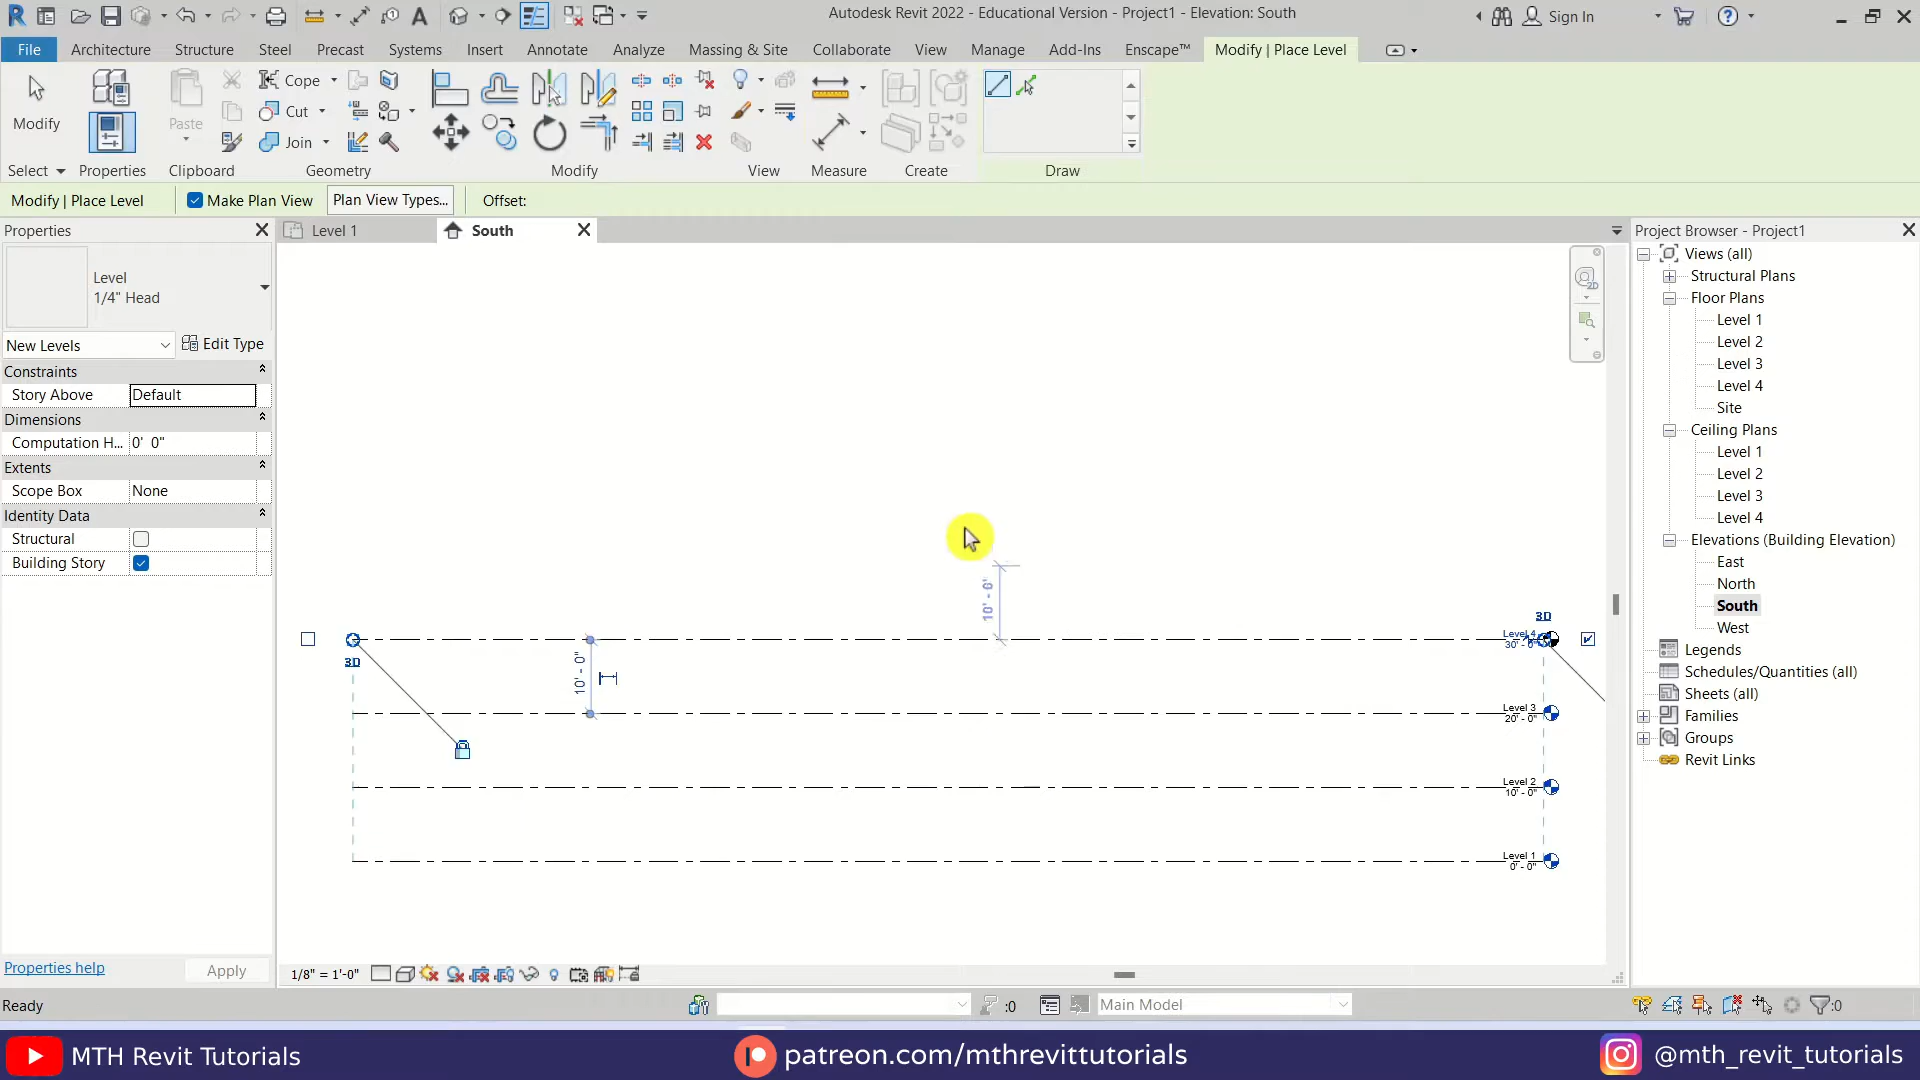 Autodesk Revit 2022 - Educational Version - Project1 - Elevation: South
Sign In
File Architecture Structure Steel Precast Systems Insert Annotate Analyze Massing & Site Collaborate View Manage Add-Ins Enscape™ Modify | Place Level
Modify
Paste
Cope
Cut
Join
Select Properties Clipboard Geometry Modify View Measure Create Draw
Modify | Place Level Make Plan View Plan View Types... Offset:
Properties
Level
1/4" Head
New Levels Edit Type
Constraints
Story Above Default
Dimensions
Computation H... 0' 0"
Extents
Scope Box None
Identity Data
Structural
Building Story
Properties help Apply
Level 1 South
2D
10' - 0"
3D
Level 4
30' - 0"
3D
10' - 0"
Level 3
20' - 0"
Level 2
10' - 0"
Level 1
0' - 0"
1/8" = 1'-0"
Project Browser - Project1
Views (all)
Structural Plans
Floor Plans
Level 1
Level 2
Level 3
Level 4
Site
Ceiling Plans
Level 1
Level 2
Level 3
Level 4
Elevations (Building Elevation)
East
North
South
West
Legends
Schedules/Quantities (all)
Sheets (all)
Families
Groups
Revit Links
Ready
:0
Main Model
:0
MTH Revit Tutorials
patreon.com/mthrevittutorials
@mth_revit_tutorials